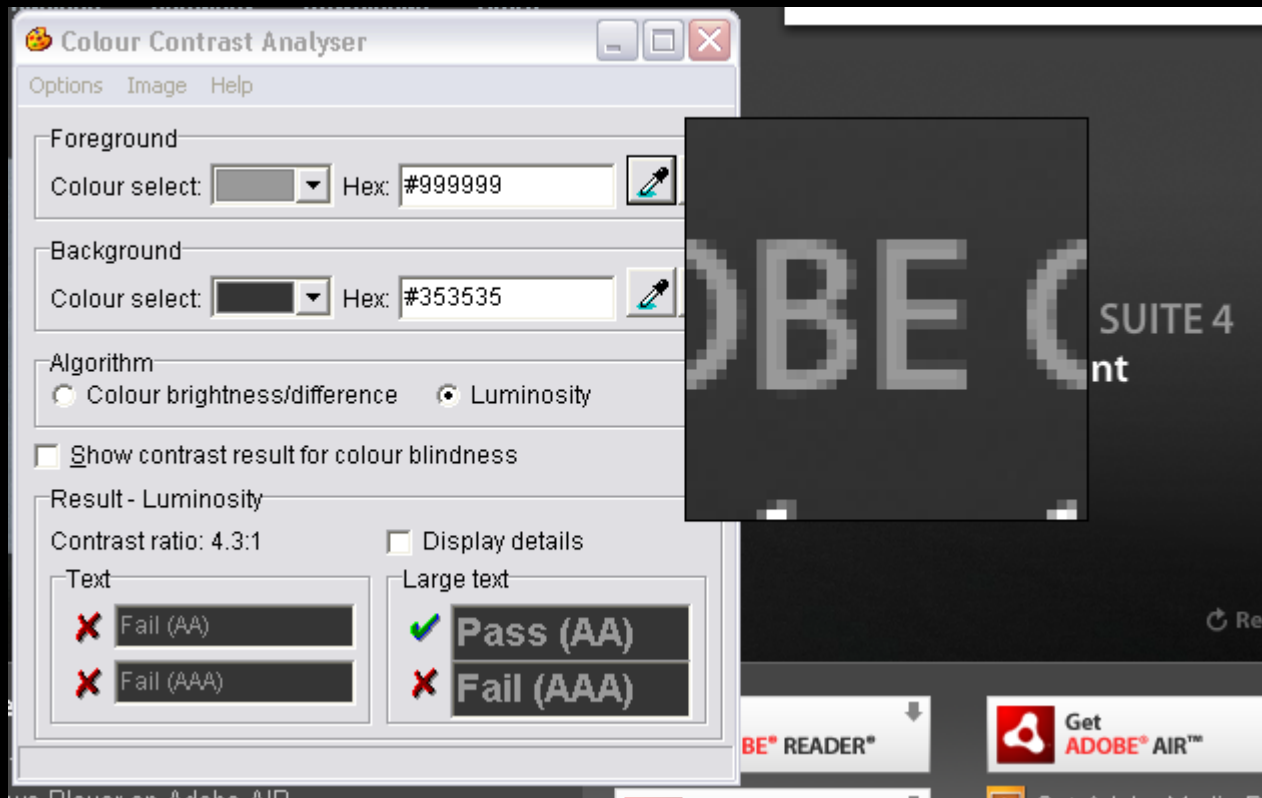 Colour Contrast Analyser
Options Image Help
Foreground
Colour select: Hex: #999999
Background
Colour select: Hex: #353535
Algorithm
Colour brightness/difference Luminosity
Show contrast result for colour blindness
Result - Luminosity
Contrast ratio: 4.3:1 Display details
Text
Fail (AA)
Fail (AAA)
Large text
Pass (AA)
Fail (AAA)
OBE C
SUITE 4
nt
Re
BE® READER®
Get
ADOBE® AIR™